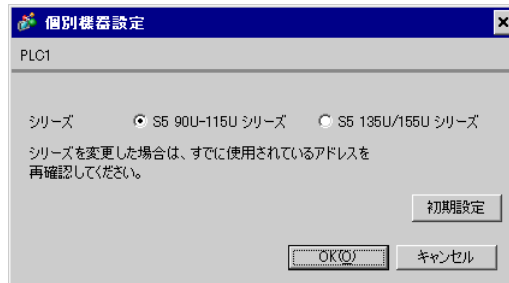 個別機器設定
PLC1
シリーズ S5 90U-115U シリーズ S5 135U/155U シリーズ
シリーズを変更した場合は、すでに使用されているアドレスを
再確認してください。
初期設定
OK(O) キャンセル